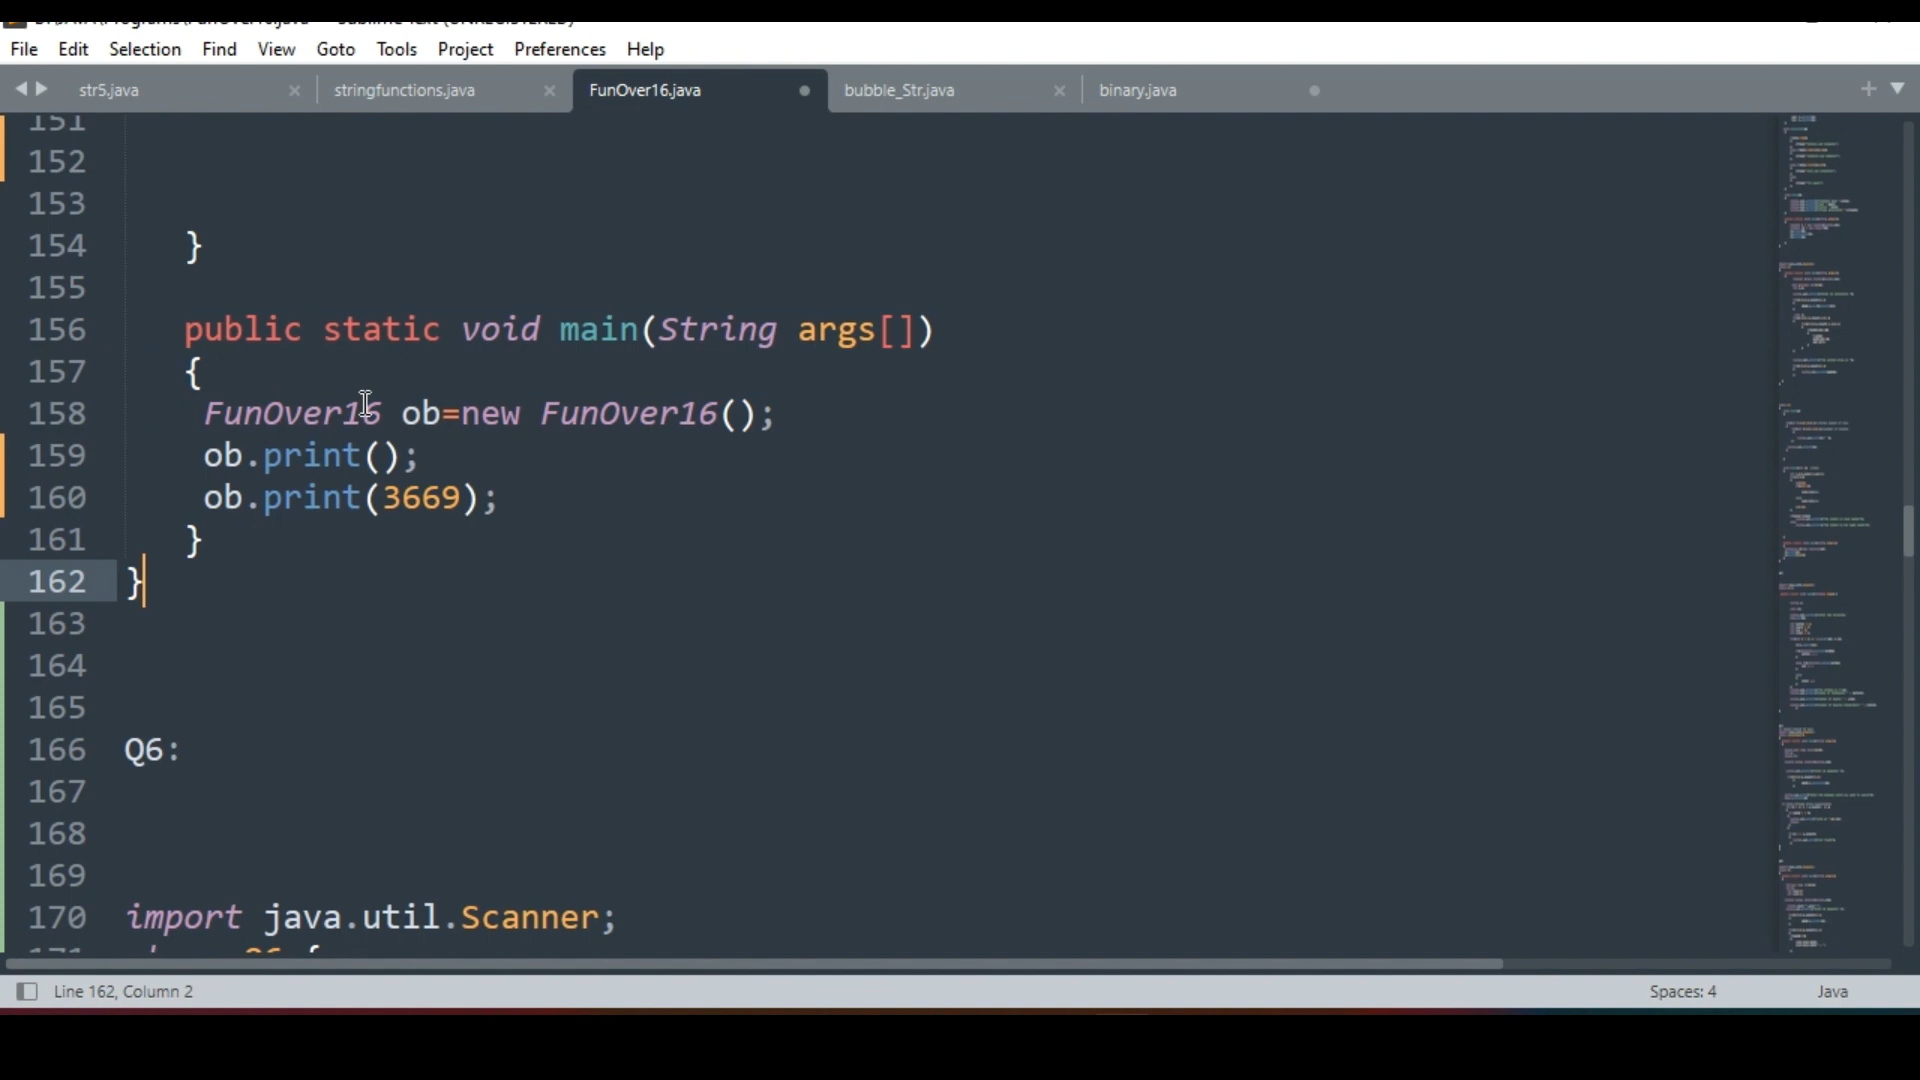 File Edit Selection Find View Goto Tools Project Preferences Help
str5.java stringfunctions.java FunOver16.java bubble_Str.java binary.java
151
152
153
154 }
155
156 public static void main(String args[])
157 {
158 FunOver16 ob=new FunOver16();
159 ob.print();
160 ob.print(3669);
161 }
162 }
163
164
165
166 Q6:
167
168
169
170 import java.util.Scanner;
Line 162, Column 2 Spaces: 4 Java